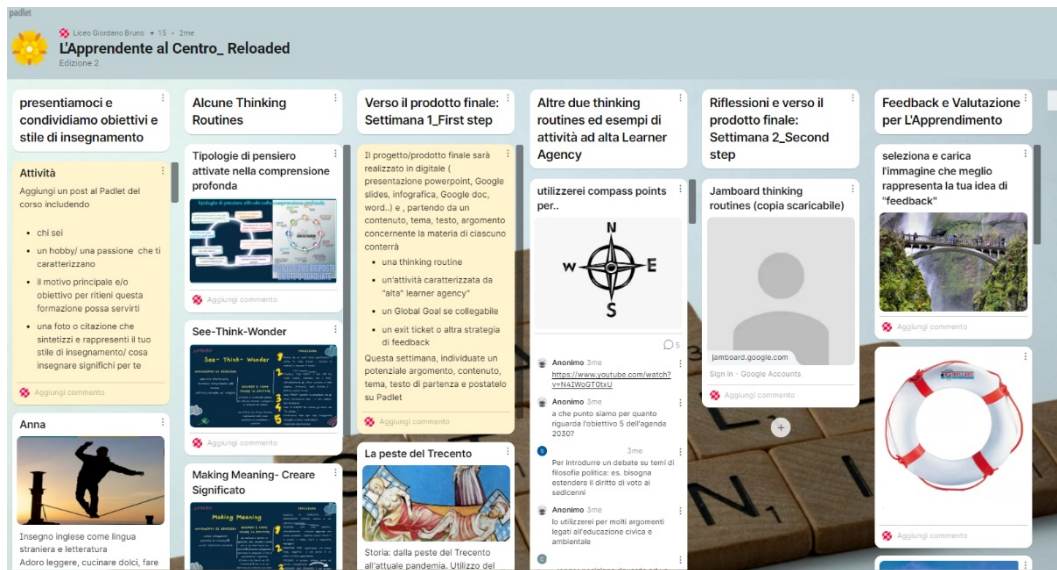 padlet
Liceo Giordano Bruno • 15 • 2me
L'Apprendente al Centro_ Reloaded
Edizione 2
presentiamoci e
condividiamo obiettivi e
stile di insegnamento
Attività
Aggiungi un post al Padlet del
corso includendo
chi sei
un hobby/ una passione che ti
caratterizzano
il motivo principale e/o
obiettivo per ritieni questa
formazione possa servirti
una foto o citazione che
sintetizzi e rappresenti il tuo
stile di insegnamento/ cosa
insegnare significhi per te
Aggiungi commento
Anna
Insegno inglese come lingua
straniera e letteratura
Adoro leggere, cucinare dolci, fare
Alcune Thinking
Routines
Tipologie di pensiero
attivate nella comprensione
profonda
Aggiungi commento
See-Think-Wonder
See- Think- Wonder
Aggiungi commento
Making Meaning- Creare
Significato
Making Meaning
Verso il prodotto finale:
Settimana 1_First step
Il progetto/prodotto finale sarà
realizzato in digitale (
presentazione powerpoint, Google
slides, infografica, Google doc,
word..) e , partendo da un
contenuto, tema, testo, argomento
concernente la materia di ciascuno
conterrà
una thinking routine
un'attività caratterizzata da
"alta" learner agency"
un Global Goal se collegabile
un exit ticket o altra strategia
di feedback
Questa settimana, individuate un
potenziale argomento, contenuto,
tema, testo di partenza e postatelo
su Padlet
Aggiungi commento
La peste del Trecento
Storia: dalla peste del Trecento
all'attuale pandemia. Utilizzo del
Altre due thinking
routines ed esempi di
attività ad alta Learner
Agency
utilizzerei compass points
per..
N
W E
S
5
Anonimo 3me
https://www.youtube.com/watch?
v=N4IWoGT0txU
Anonimo 3me
a che punto siamo per quanto
riguarda l'obiettivo 5 dell'agenda
2030?
3me
Per introdurre un debate su temi di
filosofia politica: es. bisogna
estendere il diritto di voto ai
sedicenni
Anonimo 3me
Io utilizzerei per molti argomenti
legati all'educazione civica e
ambientale
Riflessioni e verso il
prodotto finale:
Settimana 2_Second
step
Jamboard thinking
routines (copia scaricabile)
jamboard.google.com
Sign in - Google Accounts
Aggiungi commento
Feedback e Valutazione
per L'Apprendimento
seleziona e carica
l'immagine che meglio
rappresenta la tua idea di
"feedback"
Aggiungi commento
Aggiungi commento